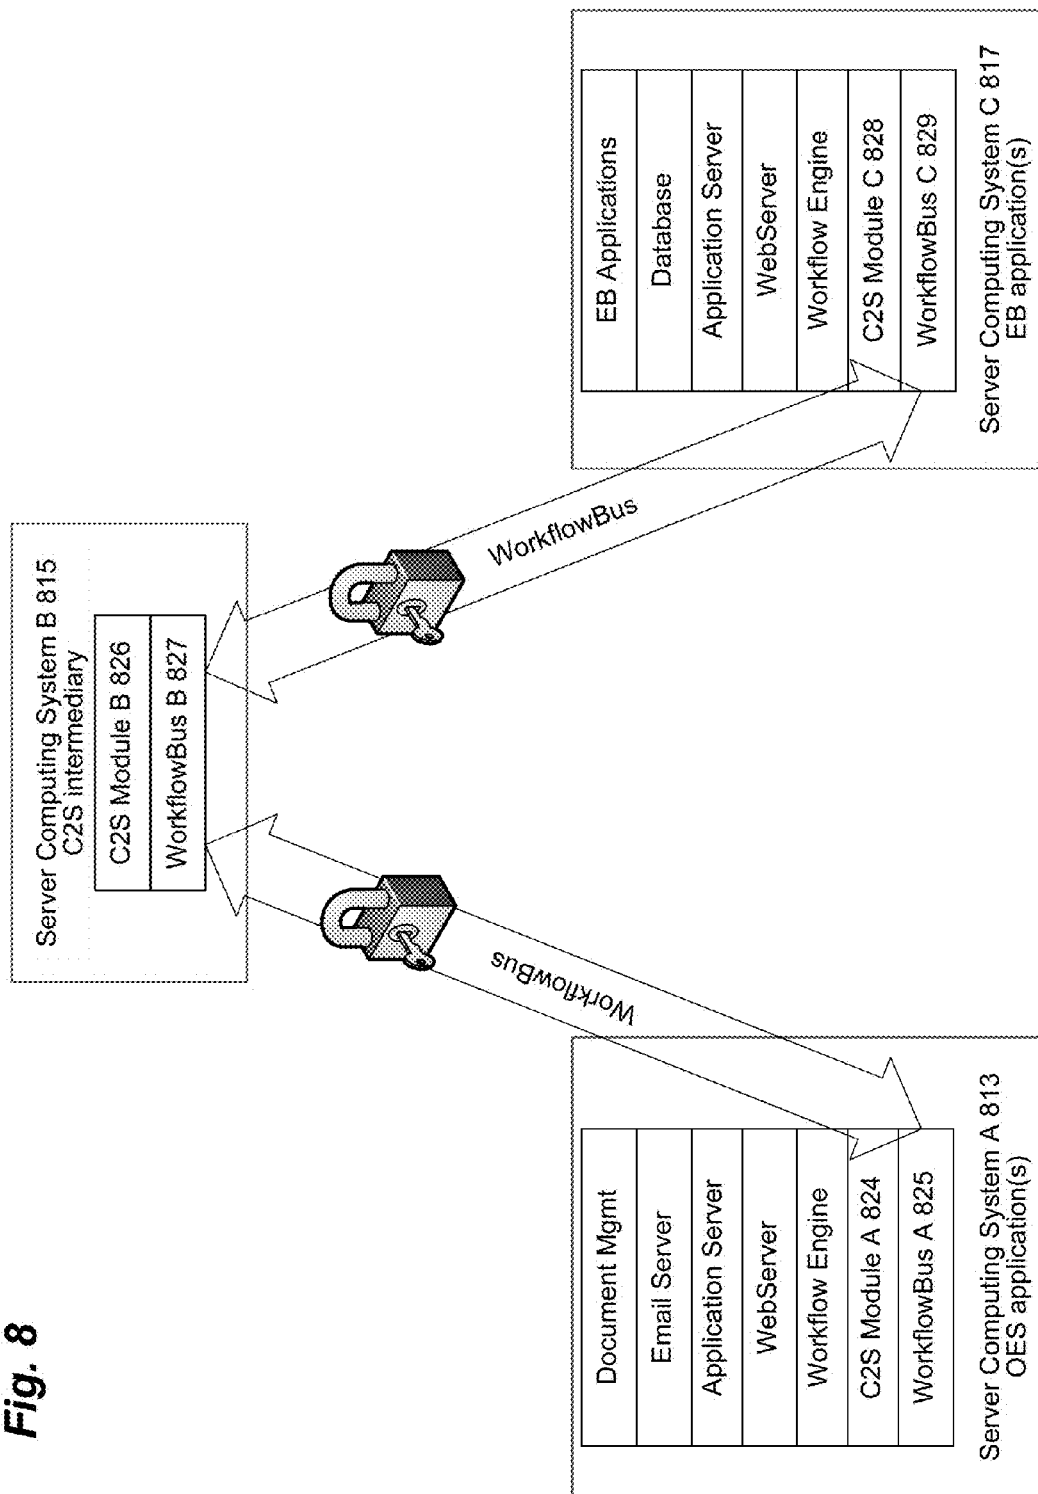 Fig. 8
Server Computing System B 815
C2S intermediary
C2S Module B 826
WorkflowBus B 827
WorkflowBus
WorkflowBus
Document Mgmt
Email Server
Application Server
WebServer
Workflow Engine
C2S Module A 824
WorkflowBus A 825
Server Computing System A 813
OES application(s)
EB Applications
Database
Application Server
WebServer
Workflow Engine
C2S Module C 828
WorkflowBus C 829
Server Computing System C 817
EB application(s)